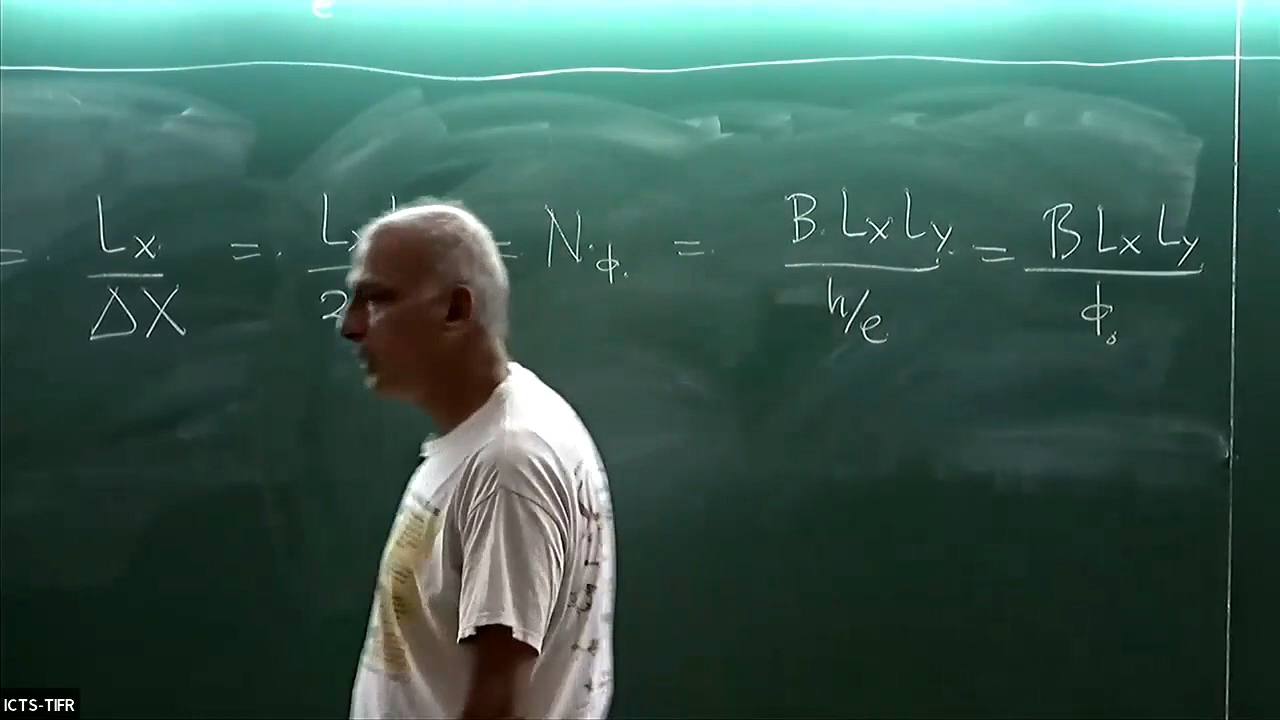 = Lx/ΔX = Lx = Nϕ = B Lx Ly / h/e = B Lx Ly / ϕ₀
ICTS-TIFR